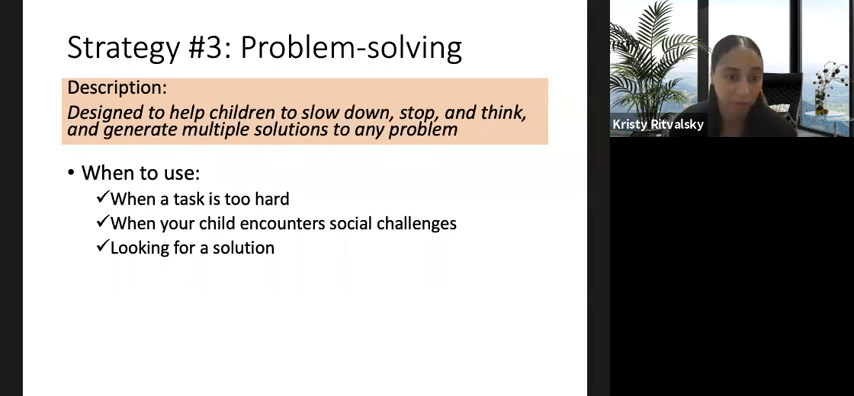 Strategy #3: Problem-solving
Description:
Designed to help children to slow down, stop, and think,
and generate multiple solutions to any problem
• When to use:
✓When a task is too hard
✓When your child encounters social challenges
✓Looking for a solution
Kristy Ritvalsky